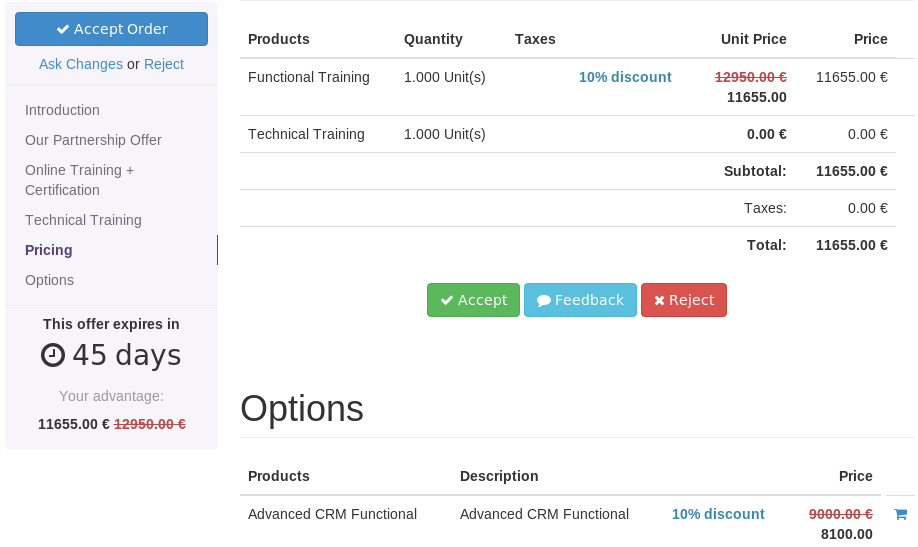 Accept Order
Ask Changes or Reject
Introduction
Our Partnership Offer
Online Training +
Certification
Technical Training
Pricing
Options
This offer expires in
45 days
Your advantage:
11655.00 € 12950.00 €
Products Quantity Taxes Unit Price Price
Functional Training 1.000 Unit(s) 10% discount 12950.00 € 11655.00 €
11655.00
Technical Training 1.000 Unit(s) 0.00 € 0.00 €
Subtotal: 11655.00 €
Taxes: 0.00 €
Total: 11655.00 €
Accept Feedback Reject
Options
Products Description Price
Advanced CRM Functional Advanced CRM Functional 10% discount 9000.00 €
8100.00